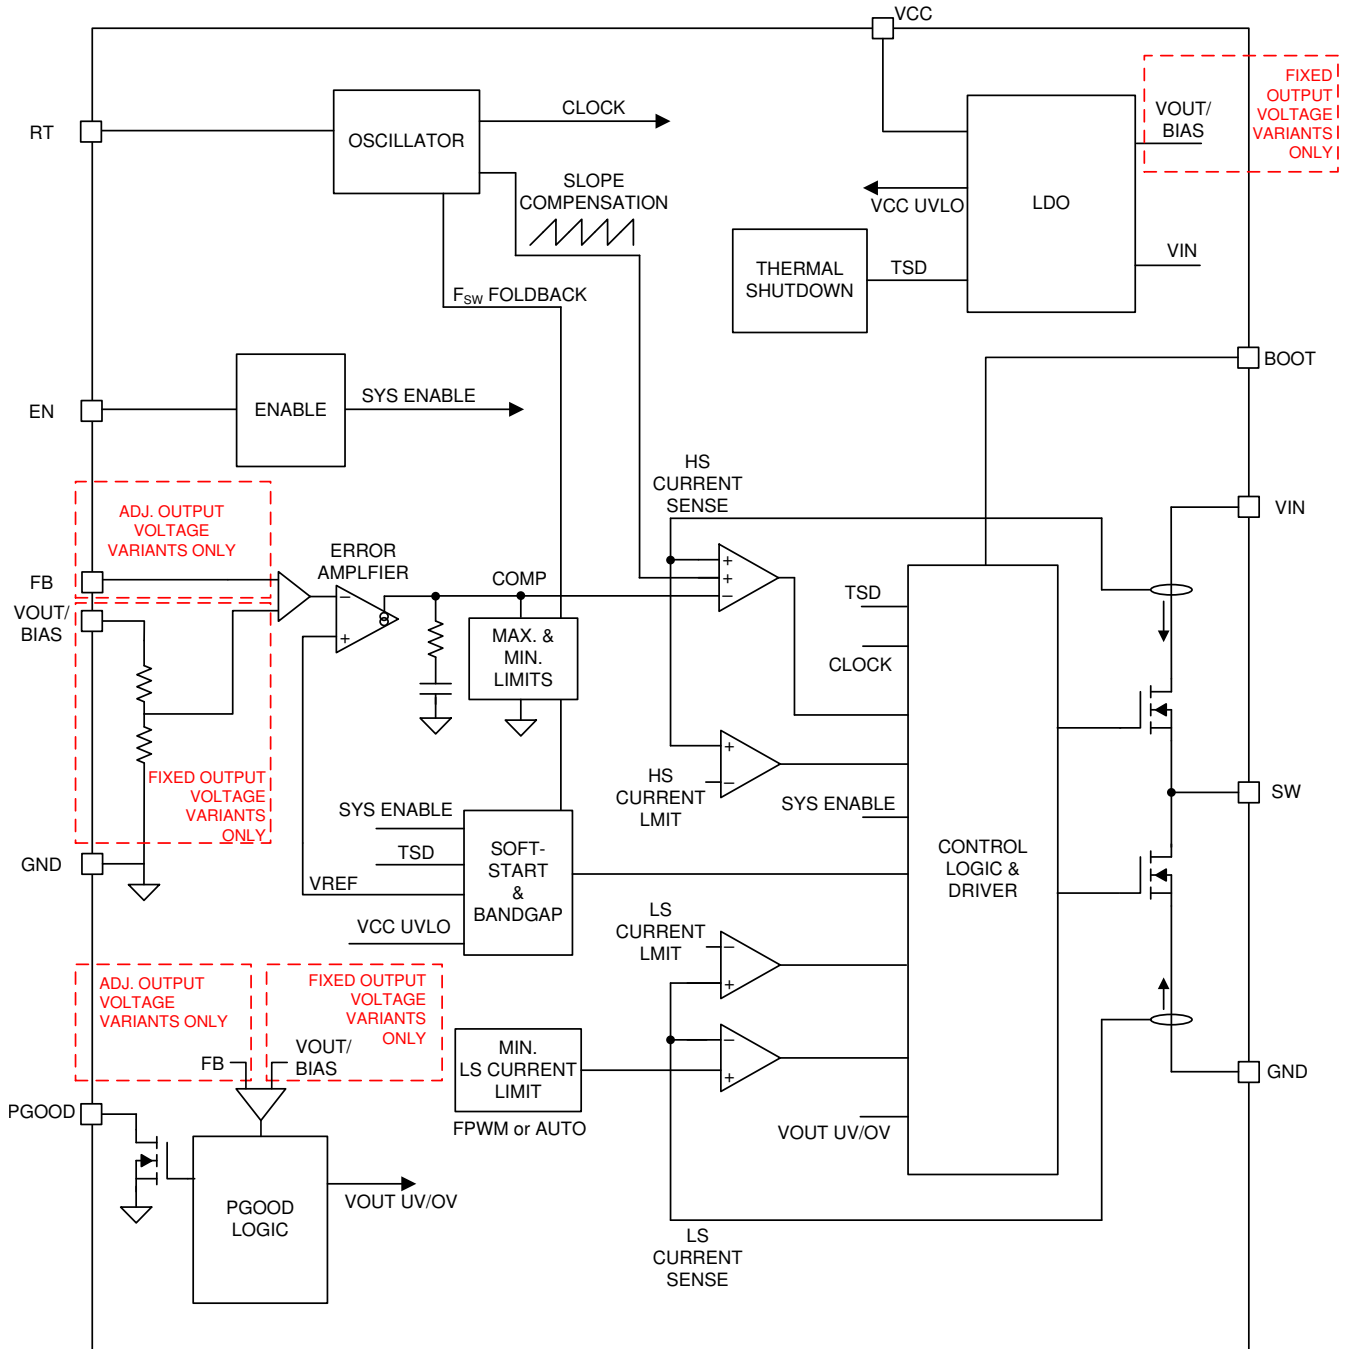 VCC
FIXED
OUTPUT
VOLTAGE
VARIANTS
ONLY
VOUT/
BIAS
RT
OSCILLATOR
CLOCK
SLOPE
COMPENSATION
LDO
VCC UVLO
THERMAL
SHUTDOWN
TSD
VIN
FSW FOLDBACK
BOOT
EN
ENABLE
SYS ENABLE
HS
CURRENT
SENSE
VIN
ADJ. OUTPUT
VOLTAGE
VARIANTS ONLY
FB
ERROR
AMPLFIER
COMP
VOUT/
BIAS
−
+
+
+
−
MAX. &
MIN.
LIMITS
TSD
CLOCK
FIXED OUTPUT
VOLTAGE
VARIANTS
ONLY
+
−
HS
CURRENT
LMIT
SYS ENABLE
SW
SYS ENABLE
TSD
VREF
VCC UVLO
SOFT-
START
&
BANDGAP
CONTROL
LOGIC &
DRIVER
GND
LS
CURRENT
LMIT
−
+
ADJ. OUTPUT
VOLTAGE
VARIANTS ONLY
FIXED OUTPUT
VOLTAGE
VARIANTS
ONLY
FB
VOUT/
BIAS
MIN.
LS CURRENT
LIMIT
−
+
FPWM or AUTO
GND
PGOOD
VOUT UV/OV
PGOOD
LOGIC
VOUT UV/OV
LS
CURRENT
SENSE